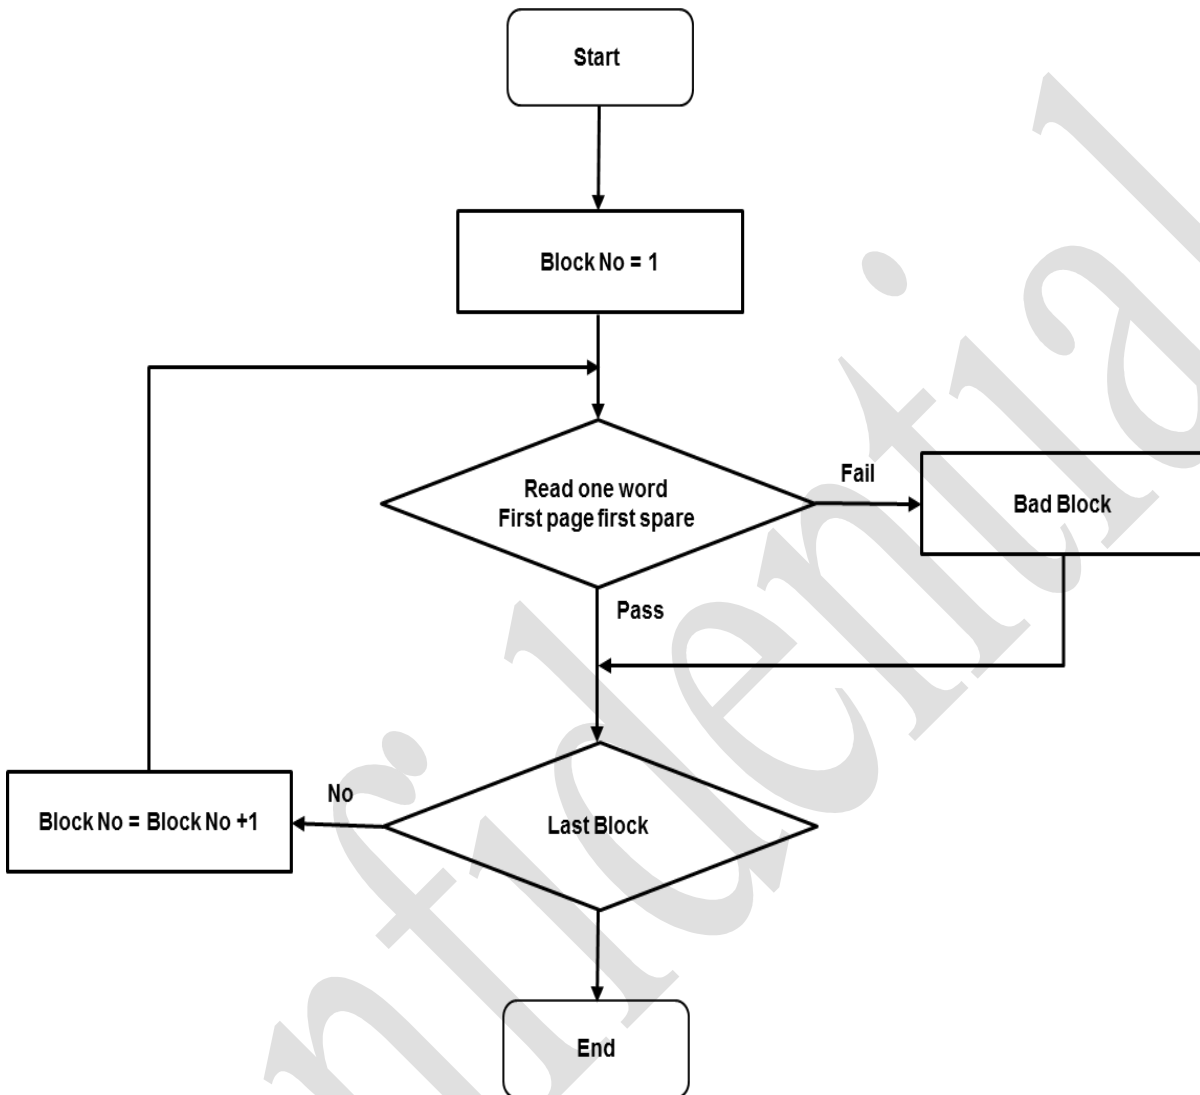 Start
Block No = 1
Read one word
First page first spare
Fail
Bad Block
Pass
No
Block No = Block No +1
Last Block
End
nfidential